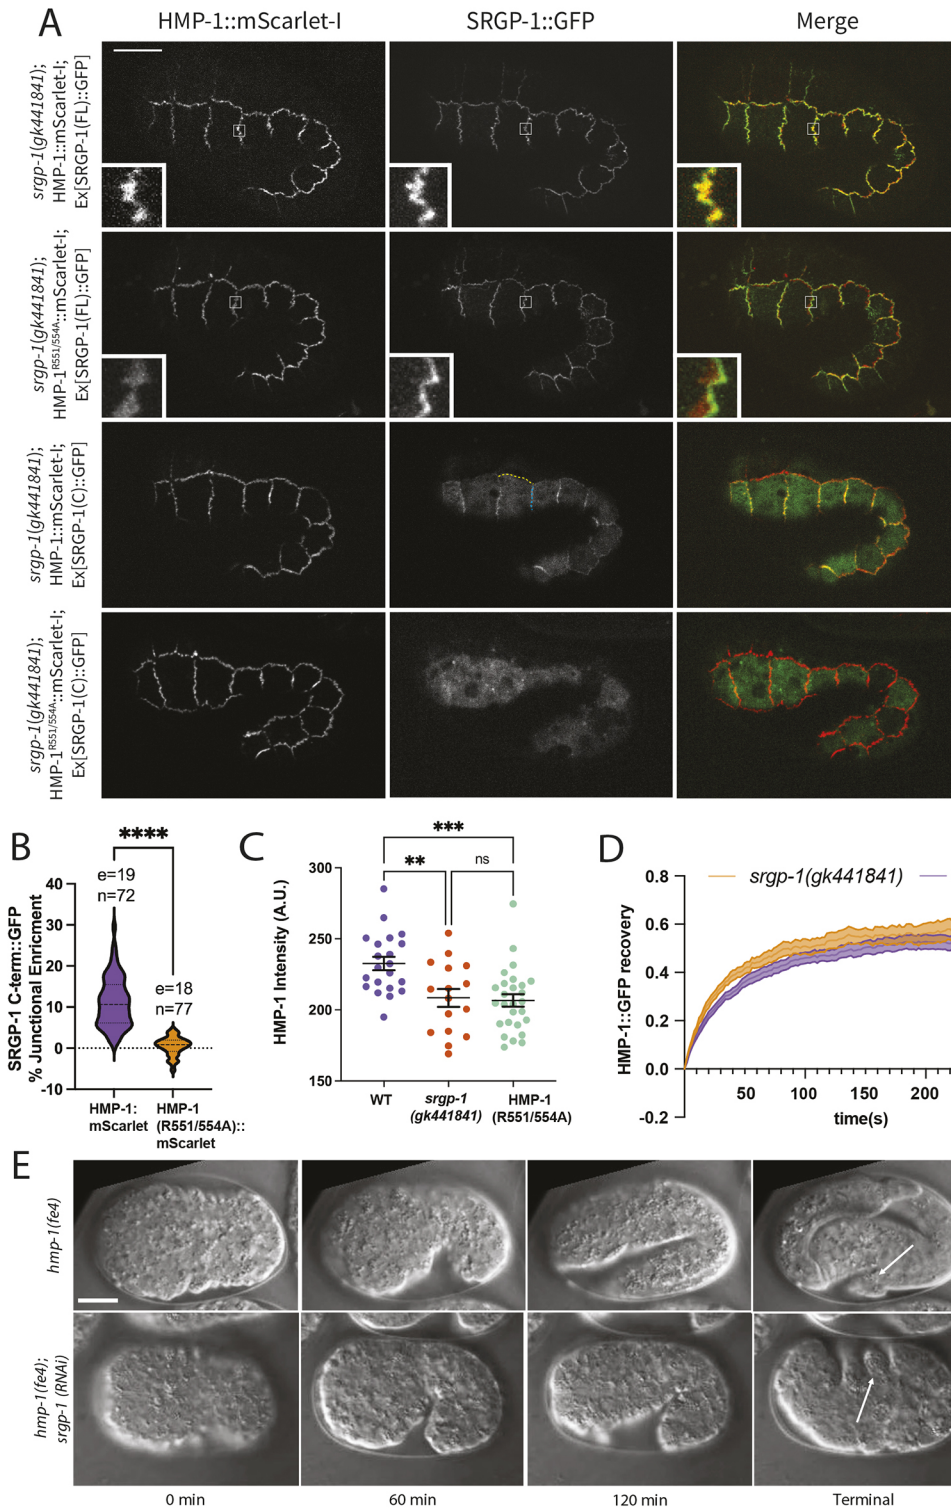 A
HMP-1::mScarlet-I
SRGP-1::GFP
Merge
srgp-1(gk441841);
HMP-1::mScarlet-I;
Ex[SRGP-1(FL)::GFP]
srgp-1(gk441841);
HMP-1R551/554A::mScarlet-I;
Ex[SRGP-1(FL)::GFP]
srgp-1(gk441841);
HMP-1::mScarlet-I;
Ex[SRGP-1(C)::GFP]
srgp-1(gk441841);
HMP-1R551/554A::mScarlet-I;
Ex[SRGP-1(C)::GFP]
B
****
e=19
n=72
e=18
n=77
SRGP-1 C-term::GFP
% Junctional Enricment
40
30
20
10
0
-10
HMP-1:
mScarlet
HMP-1
(R551/554A)::
mScarlet
C
***
**
ns
HMP-1 Intensity (A.U.)
300
250
200
150
WT
srgp-1
(gk441841)
HMP-1
(R551/554A)
D
srgp-1(gk441841)
HMP-1::GFP recovery
0.8
0.6
0.4
0.2
0.0
-0.2
50
100
150
200
time(s)
E
hmp-1(fe4)
hmp-1(fe4);
srgp-1 (RNAi)
0 min
60 min
120 min
Terminal